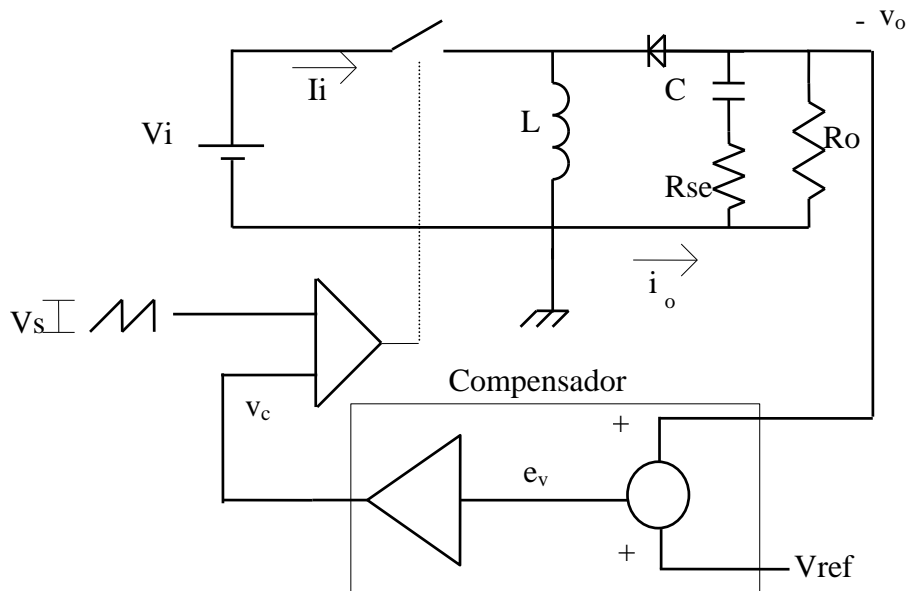 - vo
Ii
Vi
L
C
Rse
Ro
io
Vs
vc
Compensador
+
ev
+
Vref